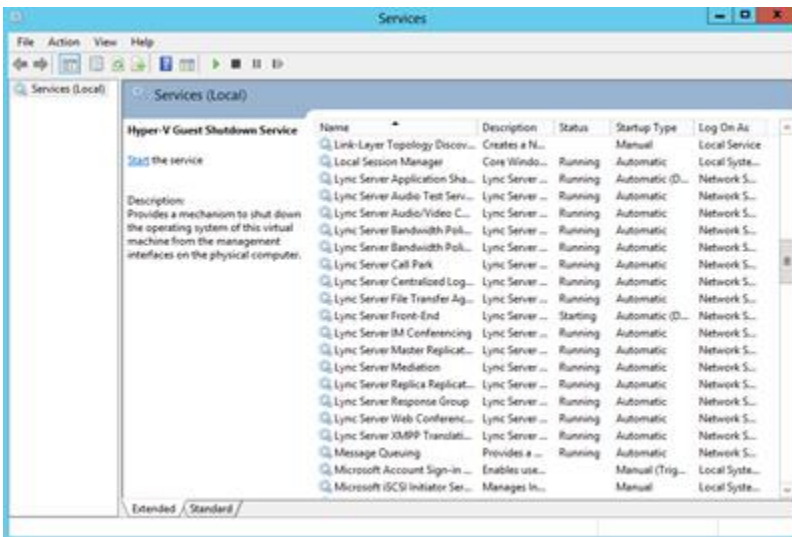 Services
File Action View Help
Services (Local)
Services (Local)
Hyper-V Guest Shutdown Service
Start the service
Description:
Provides a mechanism to shut down
the operating system of this virtual
machine from the management
interfaces on the physical computer.
Name Description Status Startup Type Log On As
Link-Layer Topology Discov... Creates a N... Manual Local Service
Local Session Manager Core Windo... Running Automatic Local Syste...
Lync Server Application Sha... Lync Server ... Running Automatic (D... Network S...
Lync Server Audio Test Serv... Lync Server ... Running Automatic Network S...
Lync Server Audio/Video C... Lync Server ... Running Automatic Network S...
Lync Server Bandwidth Poli... Lync Server ... Running Automatic Network S...
Lync Server Bandwidth Poli... Lync Server ... Running Automatic Network S...
Lync Server Call Park Lync Server ... Running Automatic Network S...
Lync Server Centralized Log... Lync Server ... Running Automatic Network S...
Lync Server File Transfer Ag... Lync Server ... Running Automatic Network S...
Lync Server Front-End Lync Server ... Starting Automatic (D... Network S...
Lync Server IM Conferencing Lync Server ... Running Automatic Network S...
Lync Server Master Replicat... Lync Server ... Running Automatic Network S...
Lync Server Mediation Lync Server ... Running Automatic Network S...
Lync Server Replica Replicat... Lync Server ... Running Automatic Network S...
Lync Server Response Group Lync Server ... Running Automatic Network S...
Lync Server Web Conferenc... Lync Server ... Running Automatic Network S...
Lync Server XMPP Translati... Lync Server ... Running Automatic Network S...
Message Queuing Provides a ... Running Automatic Network S...
Microsoft Account Sign-in ... Enables use... Manual (Trig... Local Syste...
Microsoft iSCSI Initiator Ser... Manages In... Manual Local Syste...
Extended Standard